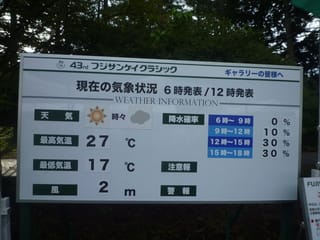 43rd フジサンケイクラシック
ギャラリーの皆様へ
現在の気象状況 6時発表/12時発表
WEATHER INFORMATION
天気 時々
最高気温 27 ℃
最低気温 17 ℃
風 2 m
降水確率 6時〜9時 0 %
9時〜12時 10 %
12時〜15時 30 %
15時〜18時 30 %
注意報
警報
FUJI